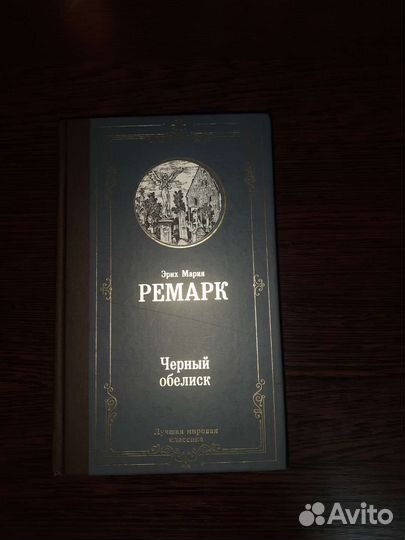 Эрих Мария
РЕМАРК
Черный
обелиск
Лучшая мировая
классика
Avito